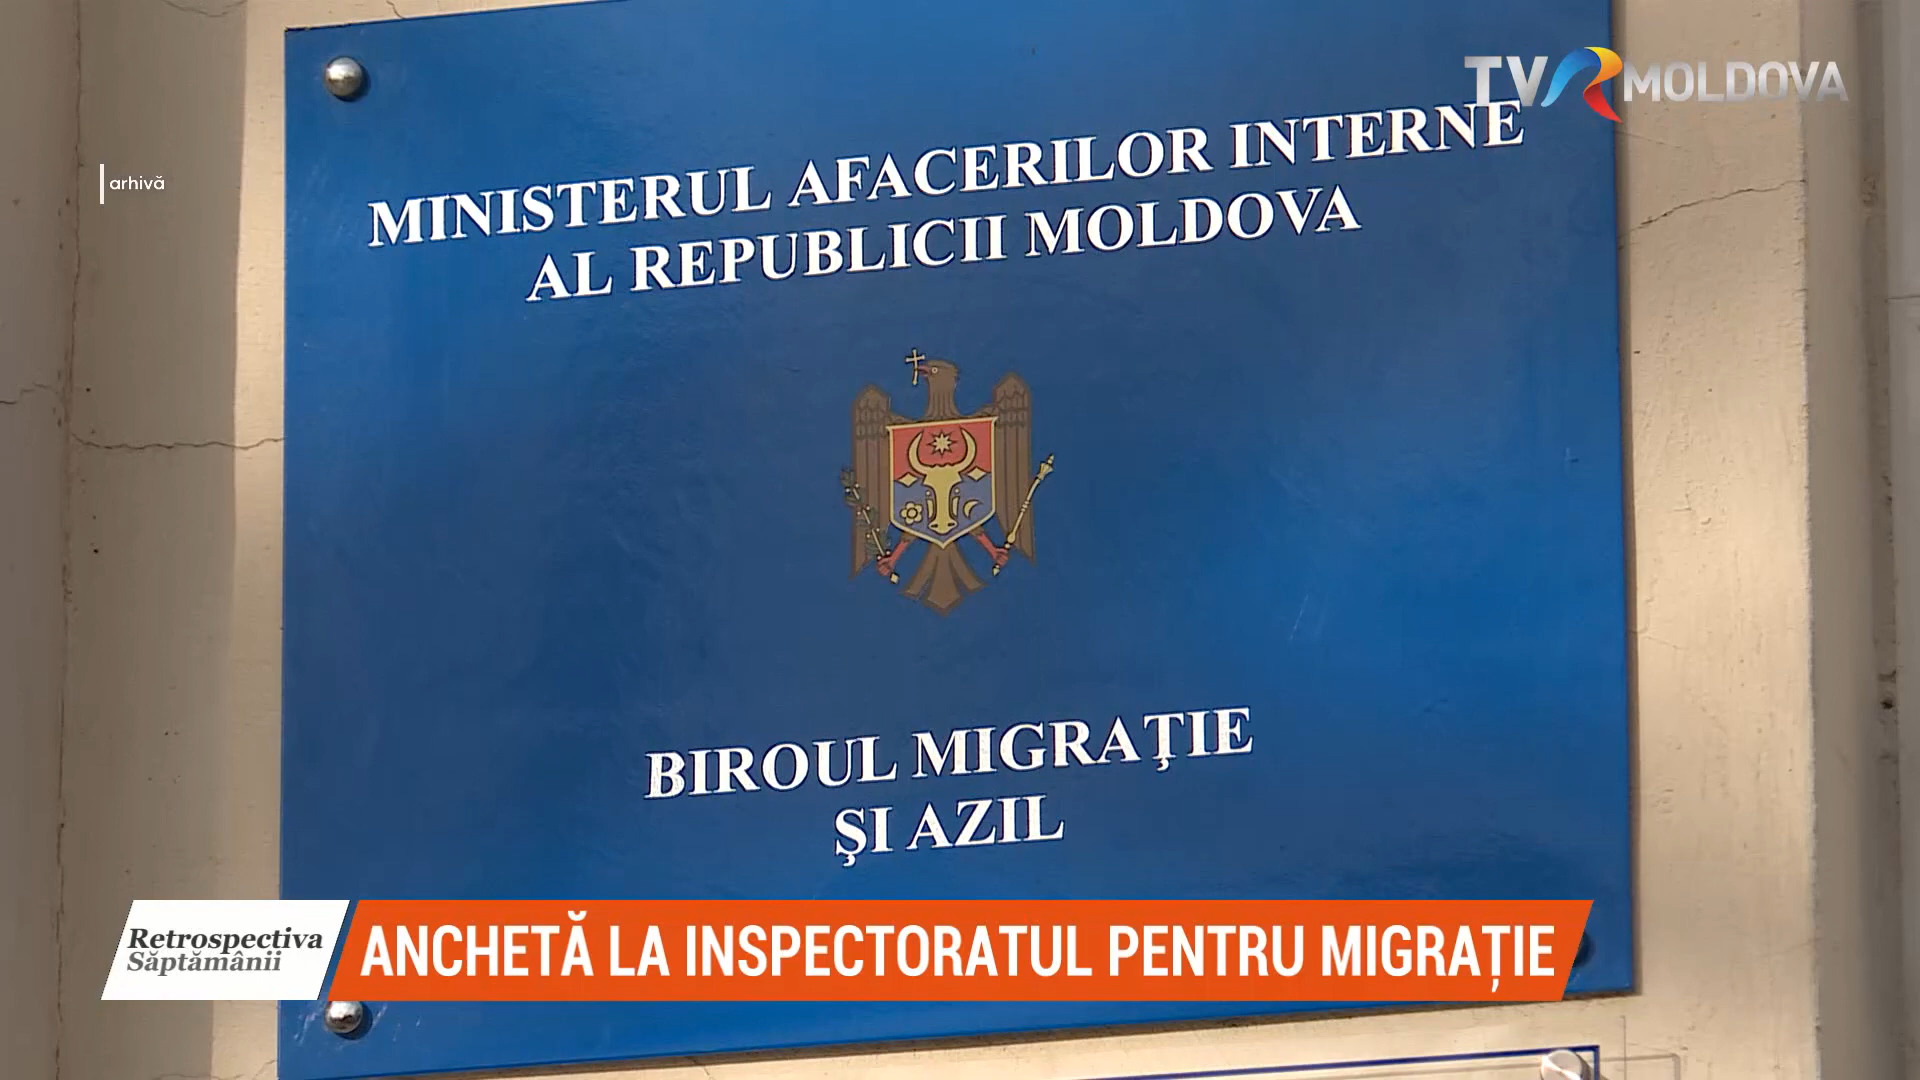 TVR MOLDOVA
arhivă
MINISTERUL AFACERILOR INTERNE
AL REPUBLICII MOLDOVA
BIROUL MIGRAŢIE
ŞI AZIL
Retrospectiva
Săptămânii
ANCHETĂ LA INSPECTORATUL PENTRU MIGRAȚIE